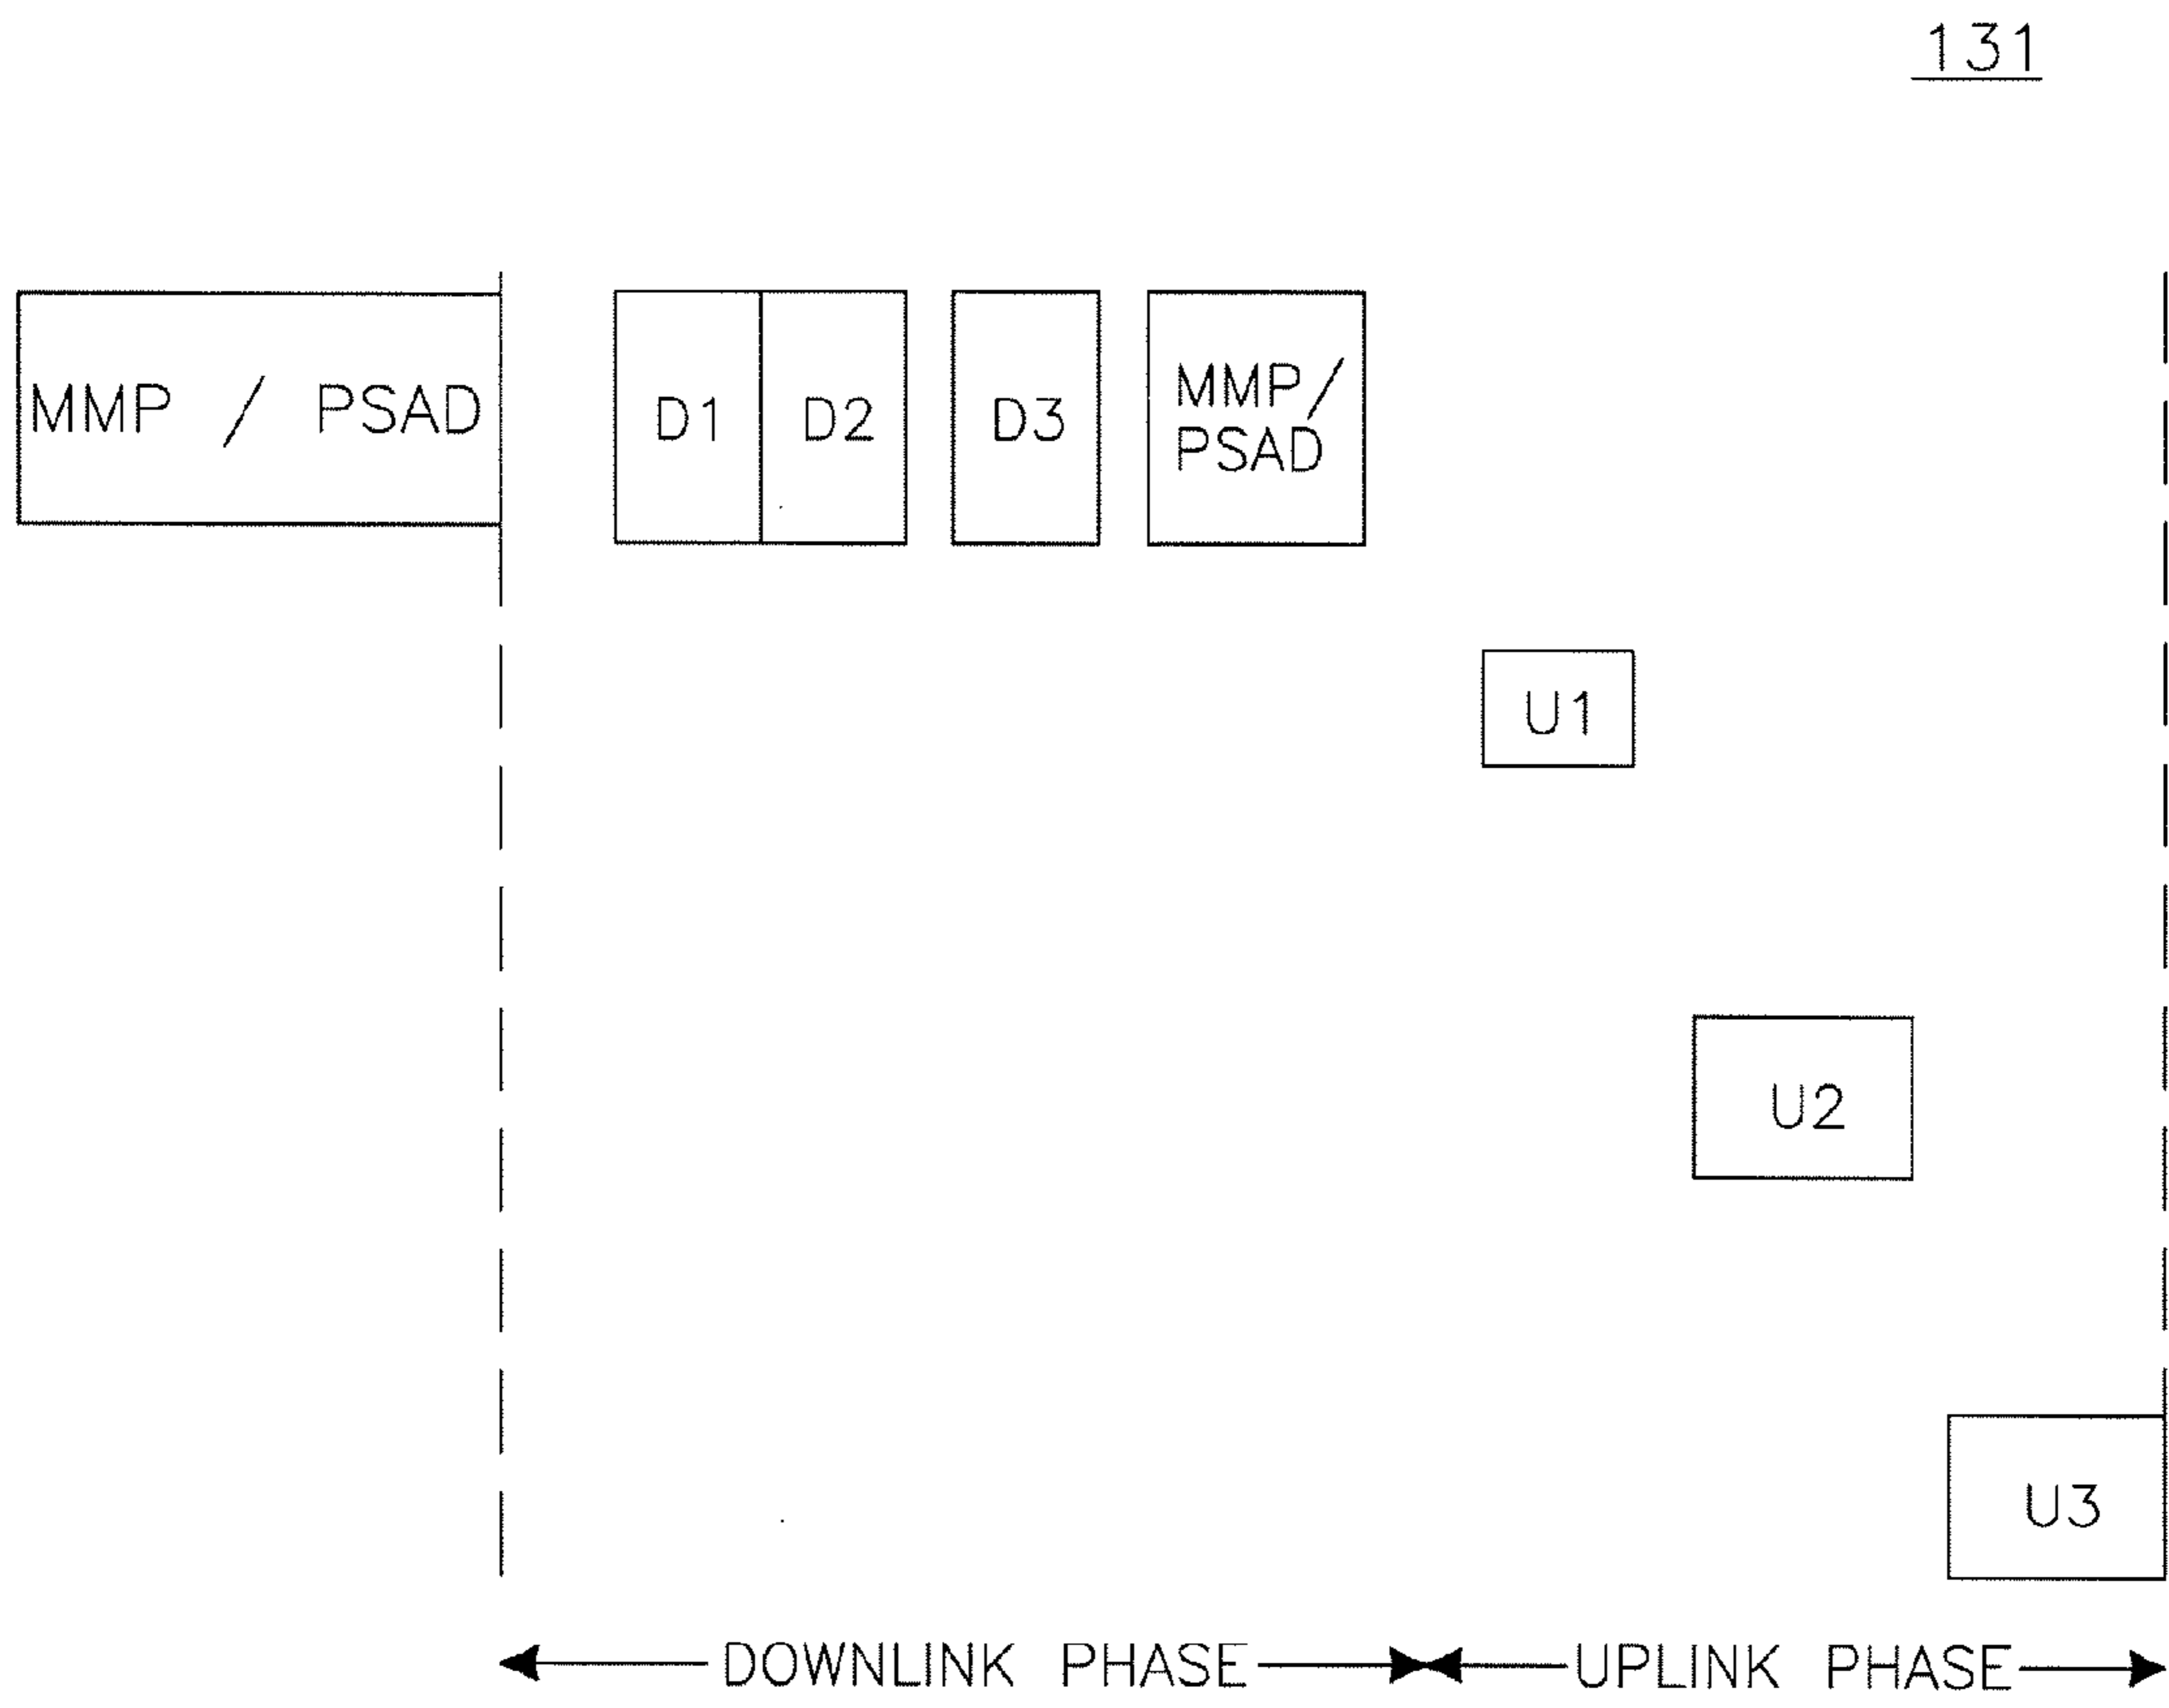 131
MMP / PSAD
D1
D2
D3
MMP/
PSAD
U1
U2
U3
DOWNLINK PHASE
UPLINK PHASE